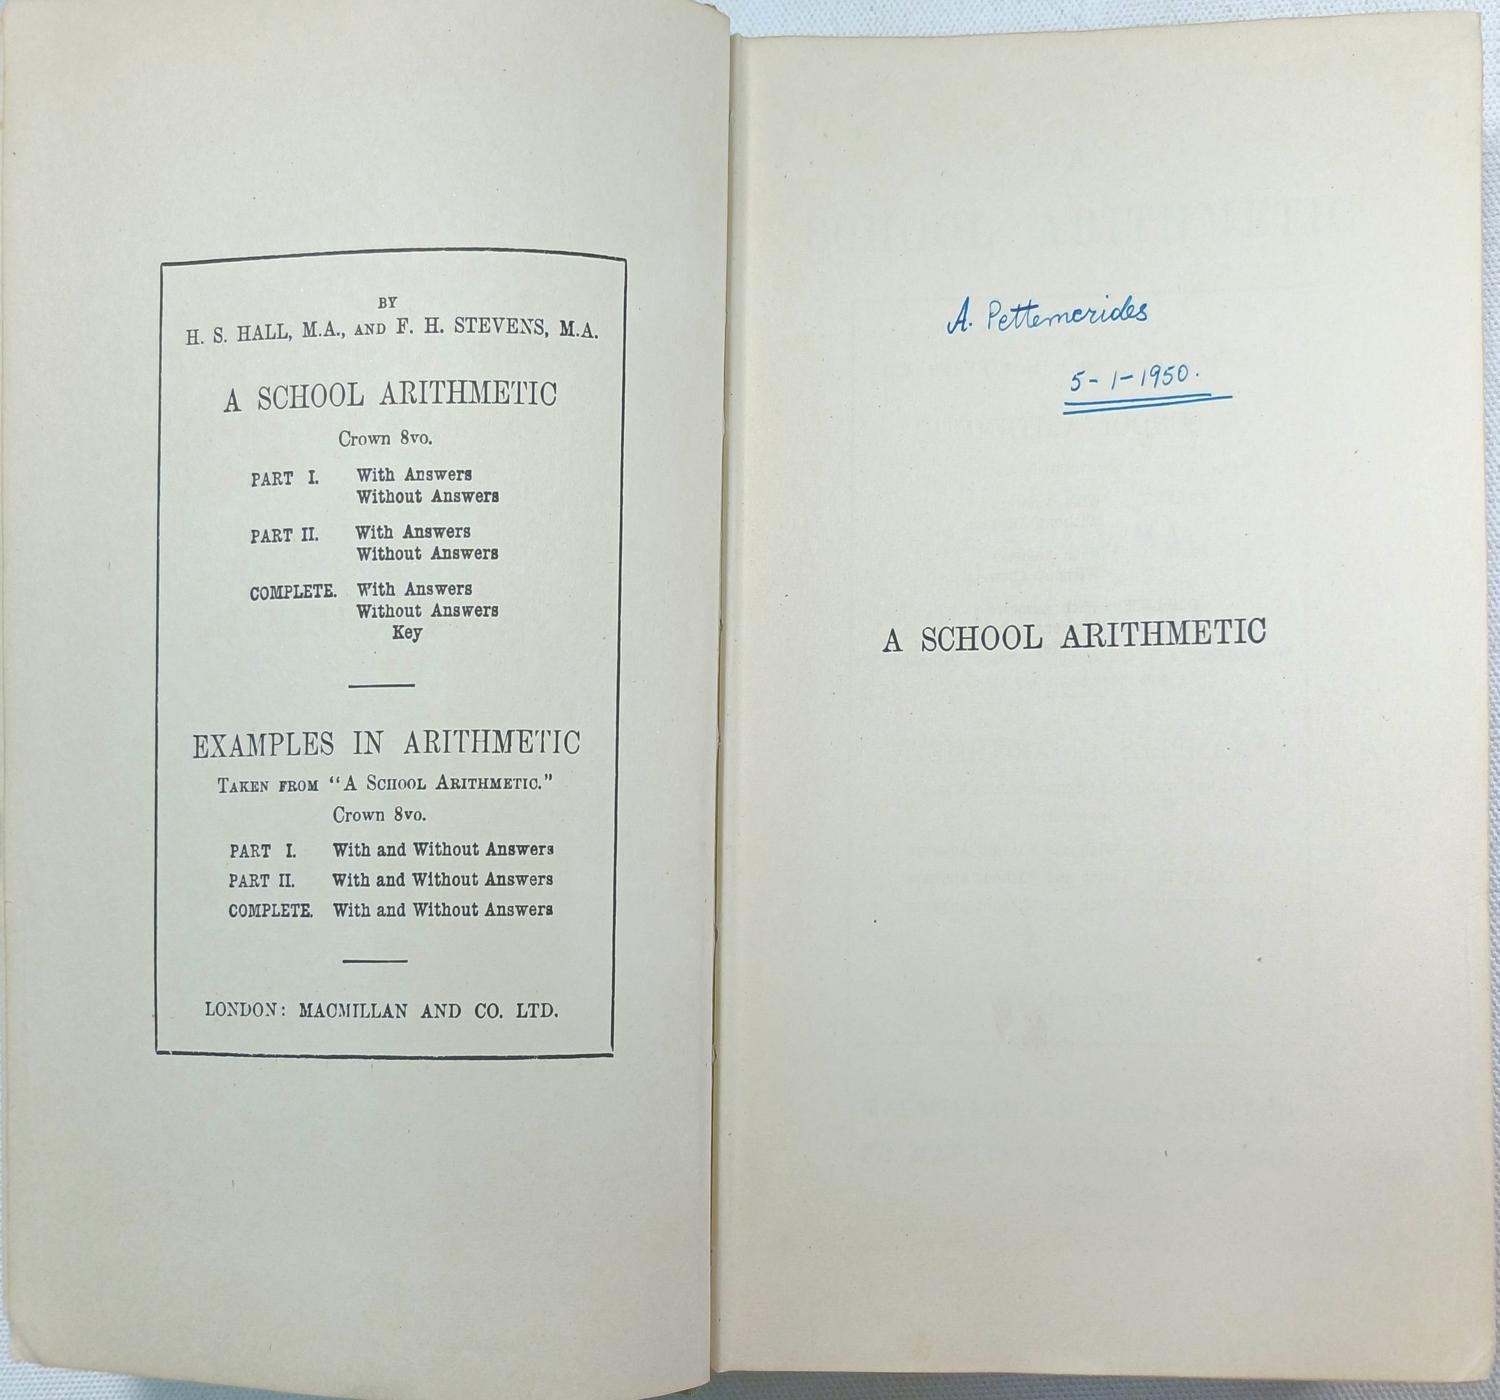 BY
H. S. HALL, M.A., AND F. H. STEVENS, M.A.
A SCHOOL ARITHMETIC
Crown 8vo.
PART I. With Answers
Without Answers
PART II. With Answers
Without Answers
COMPLETE. With Answers
Without Answers
Key
EXAMPLES IN ARITHMETIC
TAKEN FROM “A SCHOOL ARITHMETIC.”
Crown 8vo.
PART I. With and Without Answers
PART II. With and Without Answers
COMPLETE. With and Without Answers
LONDON: MACMILLAN AND CO. LTD.
A. Pettemerides
5-1-1950.
A SCHOOL ARITHMETIC